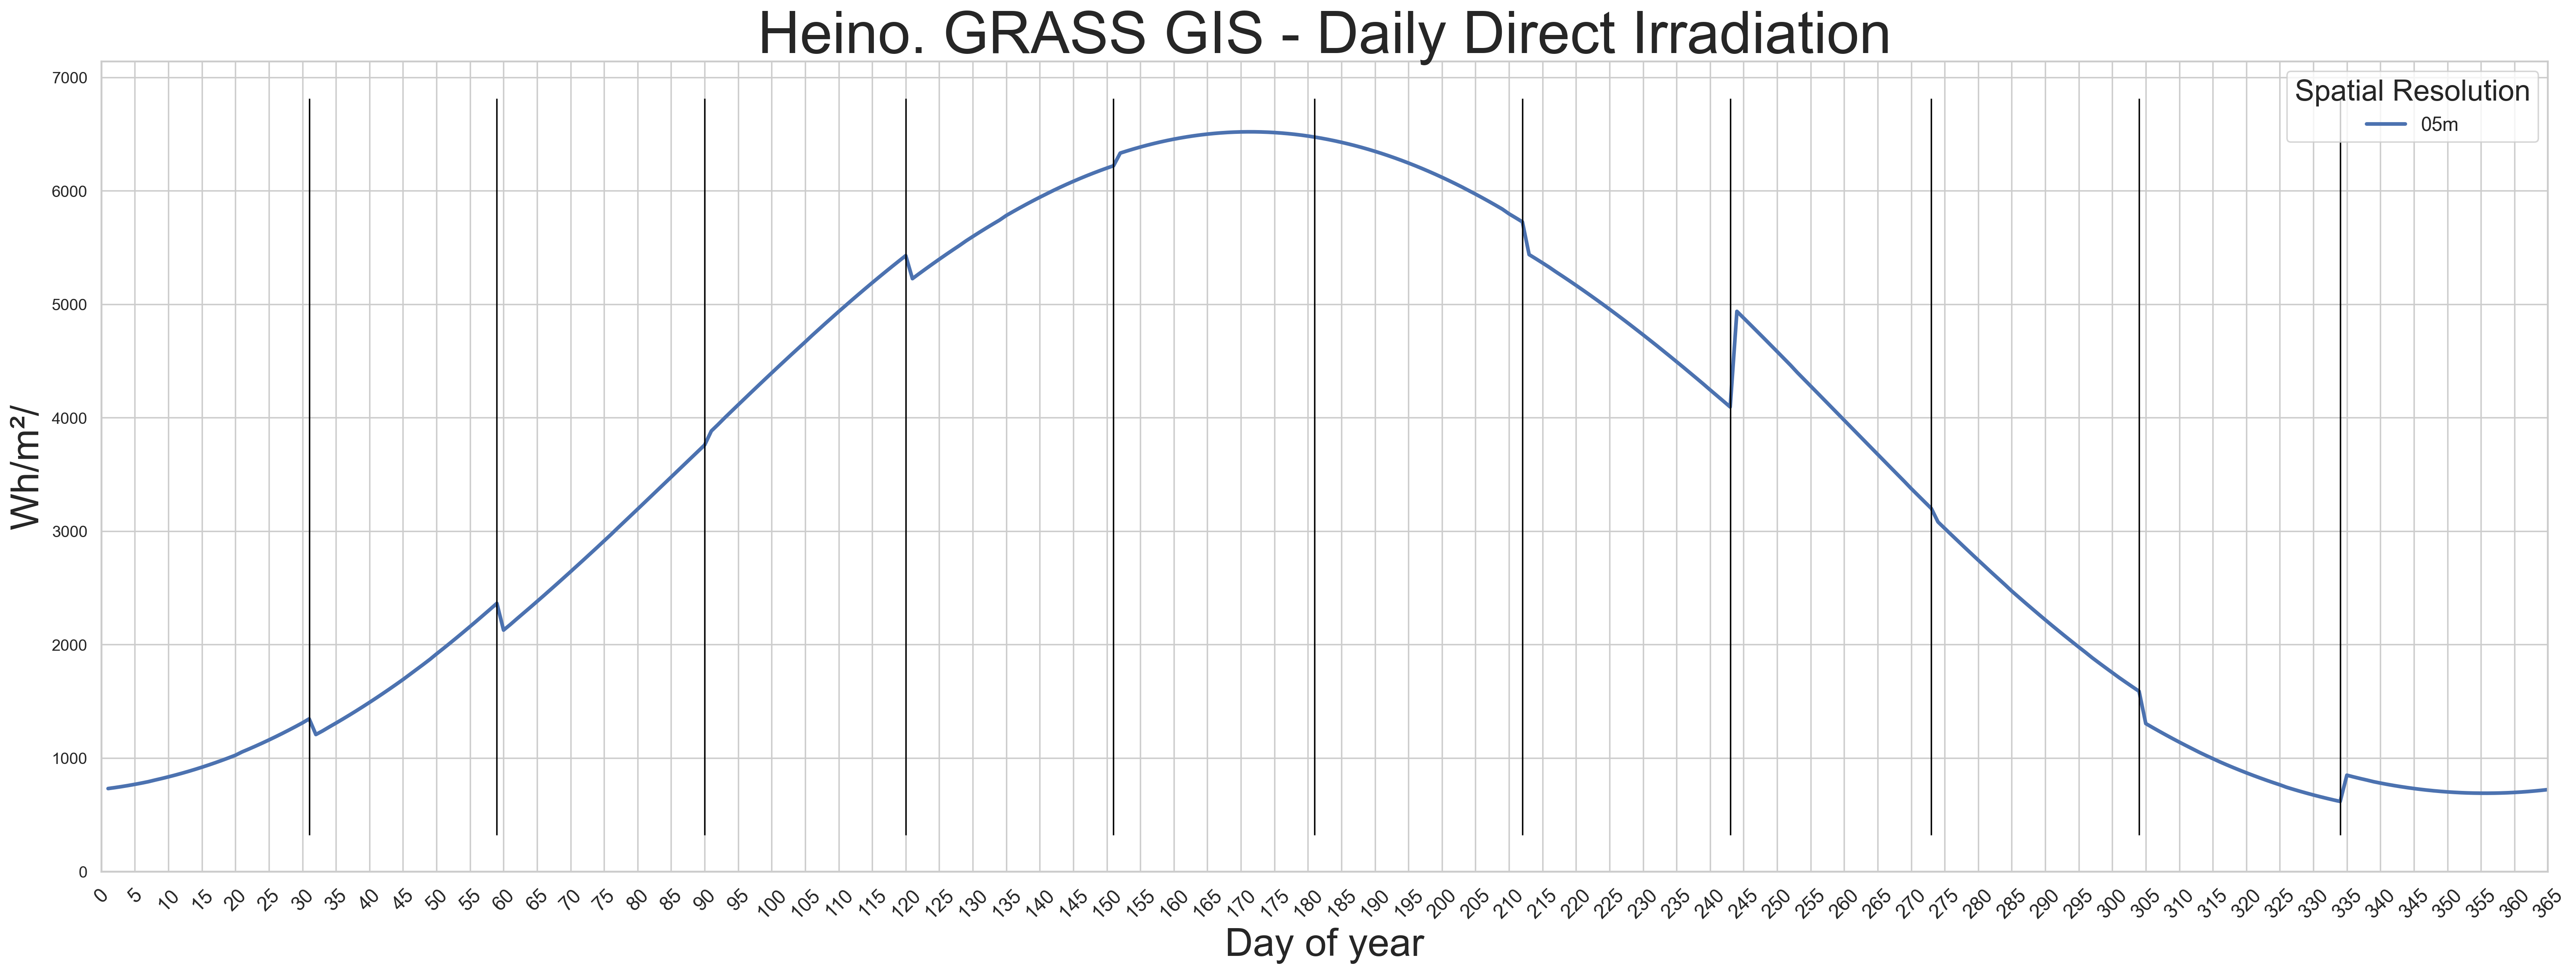 Heino. GRASS GIS - Daily Direct Irradiation
7000
6000
5000
4000
3000
2000
1000
0
Wh/m²/
Spatial Resolution
05m
0 5 10 15 20 25 30 35 40 45 50 55 60 65 70 75 80 85 90 95 100 105 110 115 120 125 130 135 140 145 150 155 160 165 170 175 180 185 190 195 200 205 210 215 220 225 230 235 240 245 250 255 260 265 270 275 280 285 290 295 300 305 310 315 320 325 330 335 340 345 350 355 360 365
Day of year